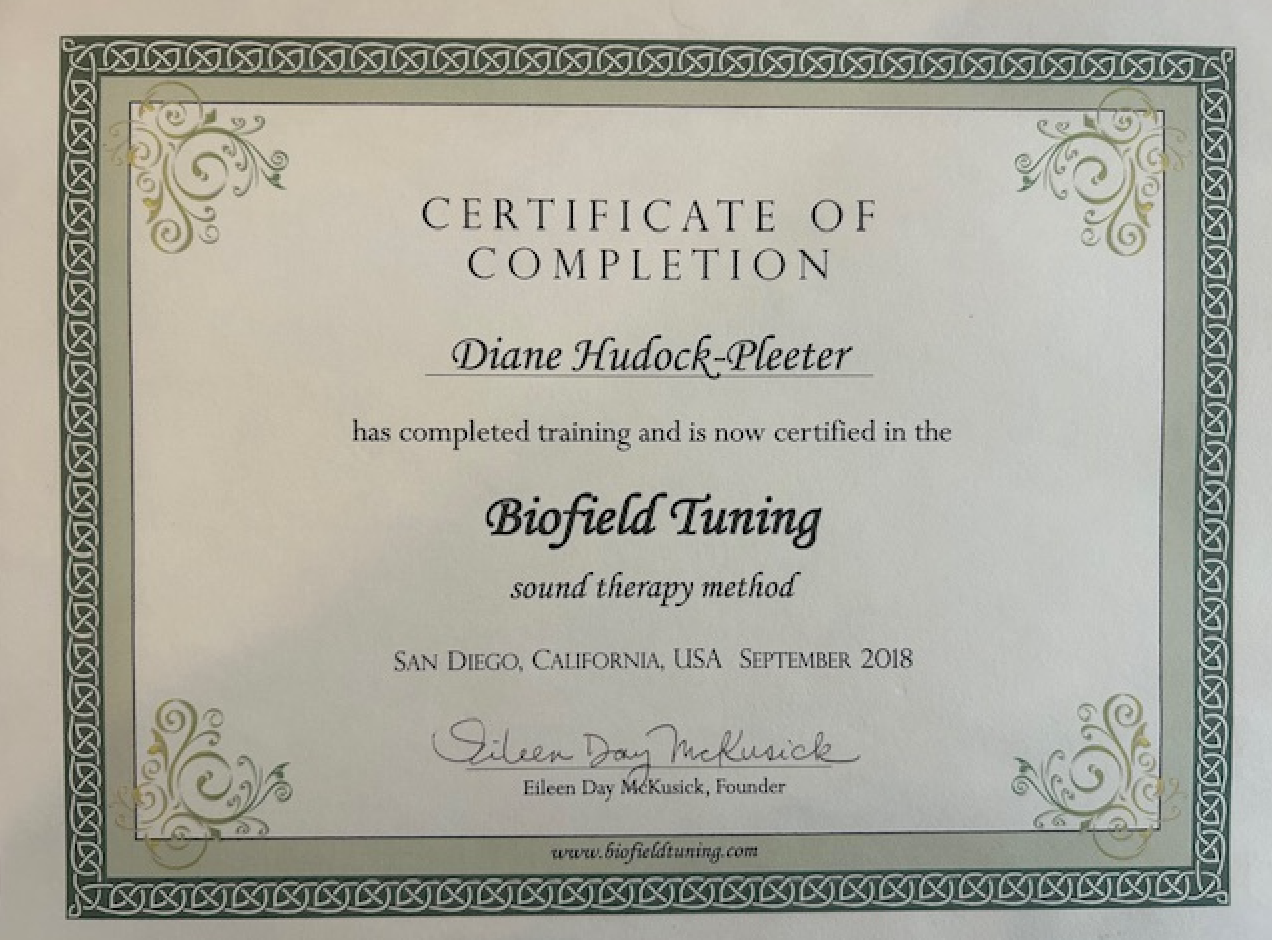 CERTIFICATE OF
COMPLETION
Diane Hudock-Pleeter
has completed training and is now certified in the
Biofield Tuning
sound therapy method
SAN DIEGO, CALIFORNIA, USA SEPTEMBER 2018
Eileen Day McKusick
Eileen Day McKusick, Founder
www.biofieldtuning.com